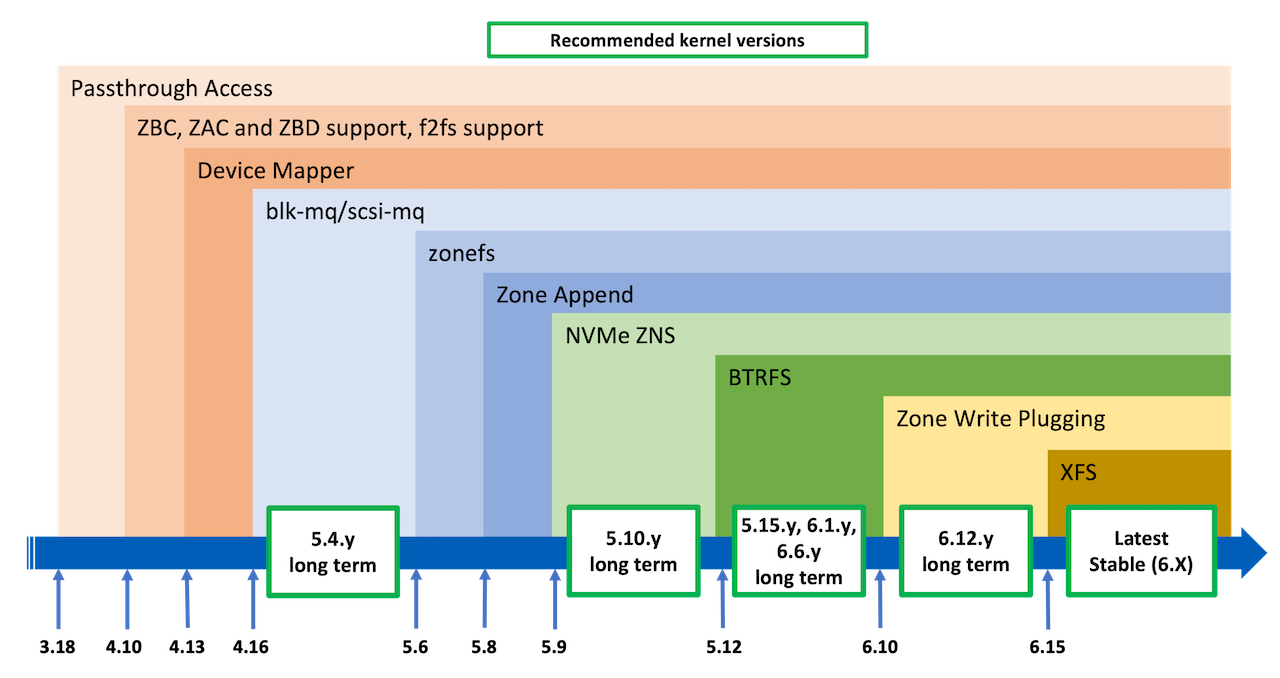 Recommended kernel versions
Passthrough Access
ZBC, ZAC and ZBD support, f2fs support
Device Mapper
blk-mq/scsi-mq
zonefs
Zone Append
NVMe ZNS
BTRFS
Zone Write Plugging
XFS
5.4.y
long term
5.10.y
long term
5.15.y, 6.1.y,
6.6.y
long term
6.12.y
long term
Latest
Stable (6.X)
3.18
4.10
4.13
4.16
5.6
5.8
5.9
5.12
6.10
6.15